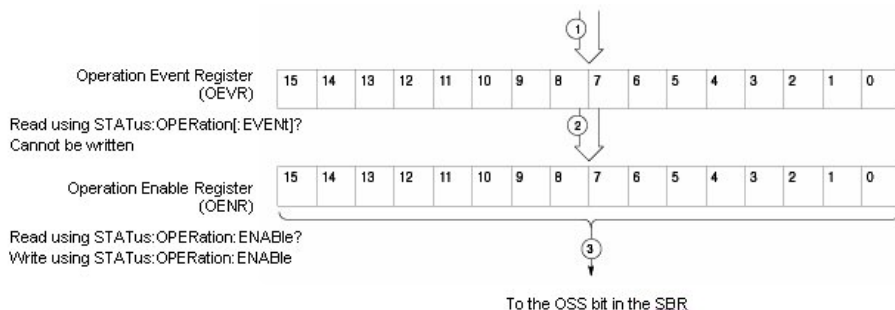 1
Operation Event Register
(OEVR)
15 14 13 12 11 10 9 8 7 6 5 4 3 2 1 0
Read using STATus:OPERation[:EVENt]?
Cannot be written
2
Operation Enable Register
(OENR)
15 14 13 12 11 10 9 8 7 6 5 4 3 2 1 0
Read using STATus:OPERation:ENABle?
Write using STATus:OPERation:ENABle
3
To the OSS bit in the SBR